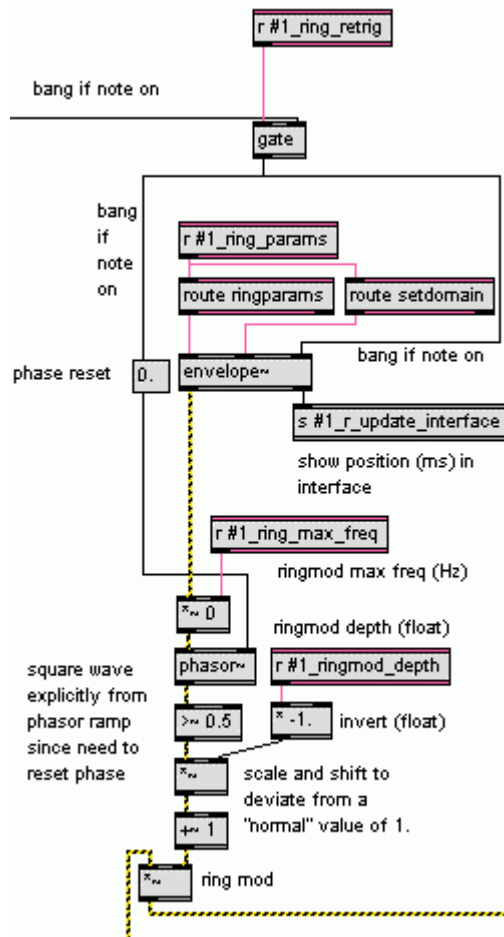 r #1_ring_retrig
bang if note on
gate
bang
if
note
on
r #1_ring_params
route ringparams
route setdomain
bang if note on
phase reset
0.
envelope~
s #1_r_update_interface
show position (ms) in
interface
r #1_ring_max_freq
ringmod max freq (Hz)
*~ 0
ringmod depth (float)
phasor~
r #1_ringmod_depth
square wave
explicitly from
phasor ramp
since need to
reset phase
>~ 0.5
* -1.
invert (float)
*~
scale and shift to
deviate from a
"normal" value of 1.
+~ 1
*~
ring mod